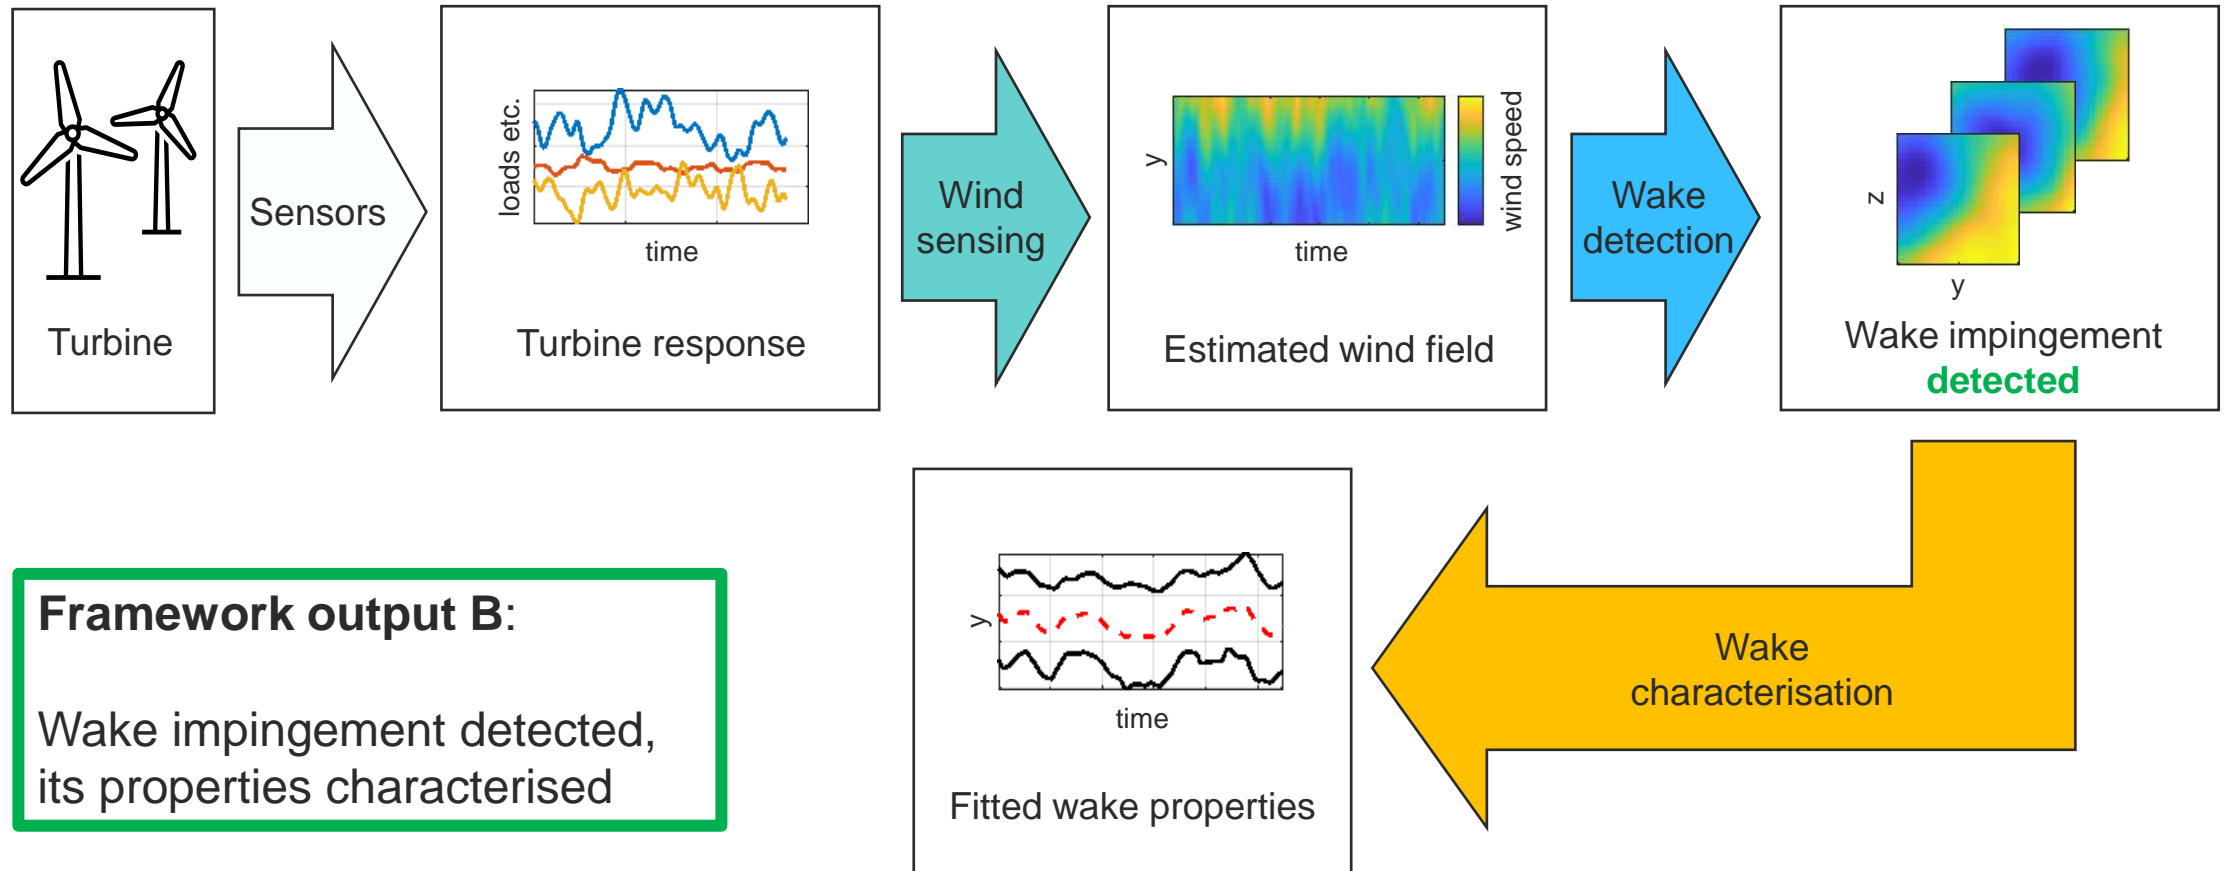 Turbine
Sensors
loads etc.
time
Turbine response
Wind
sensing
y
time
wind speed
Estimated wind field
Wake
detection
z
y
Wake impingement
detected
Wake
characterisation
y
time
Fitted wake properties
Framework output B:
Wake impingement detected,
its properties characterised